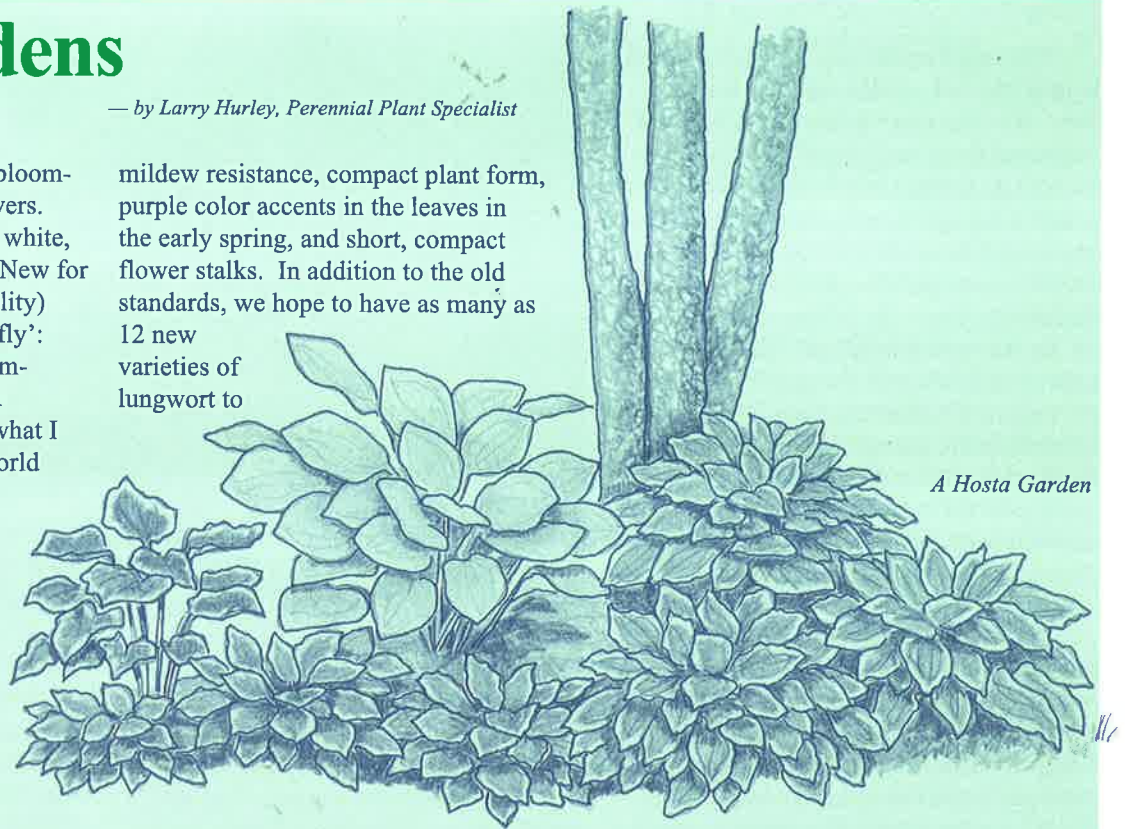 dens
— by Larry Hurley, Perennial Plant Specialist
bloom-
vers.
white,
New for
lity)
fly’:
m-
what I
orld
mildew resistance, compact plant form,
purple color accents in the leaves in
the early spring, and short, compact
flower stalks. In addition to the old
standards, we hope to have as many as
12 new
varieties of
lungwort to
A Hosta Garden